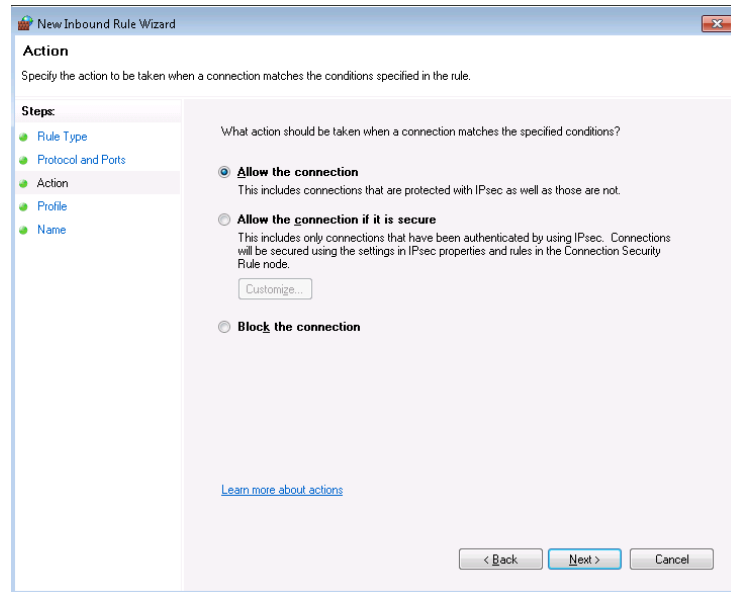 New Inbound Rule Wizard
Action
Specify the action to be taken when a connection matches the conditions specified in the rule.
Steps:
Rule Type
Protocol and Ports
Action
Profile
Name
What action should be taken when a connection matches the specified conditions?
Allow the connection
This includes connections that are protected with IPsec as well as those are not.
Allow the connection if it is secure
This includes only connections that have been authenticated by using IPsec. Connections
will be secured using the settings in IPsec properties and rules in the Connection Security
Rule node.
Customize...
Block the connection
Learn more about actions
< Back
Next >
Cancel